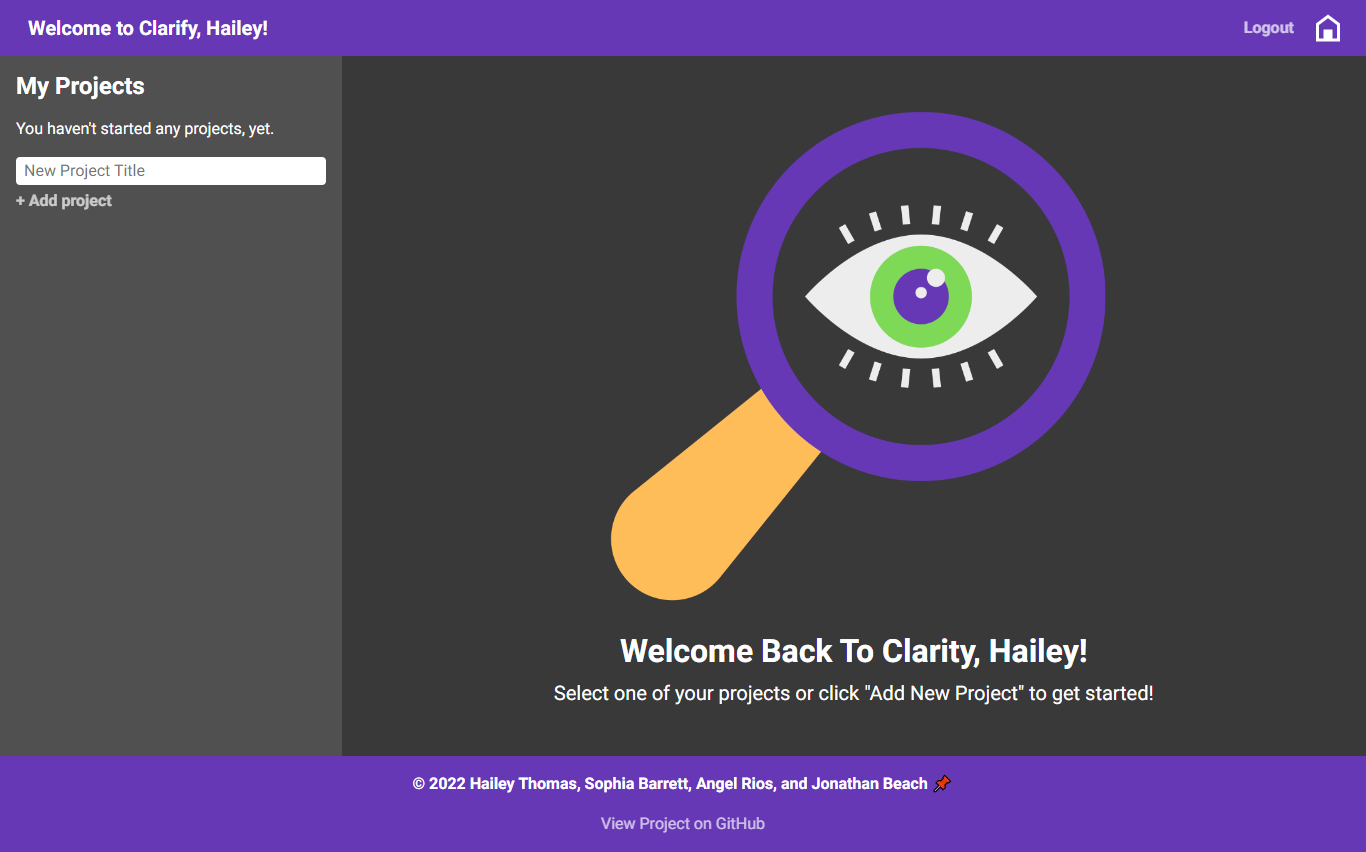 Welcome to Clarify, Hailey!
Logout
My Projects
You haven't started any projects, yet.
New Project Title
+ Add project
Welcome Back To Clarity, Hailey!
Select one of your projects or click "Add New Project" to get started!
© 2022 Hailey Thomas, Sophia Barrett, Angel Rios, and Jonathan Beach 📌
View Project on GitHub